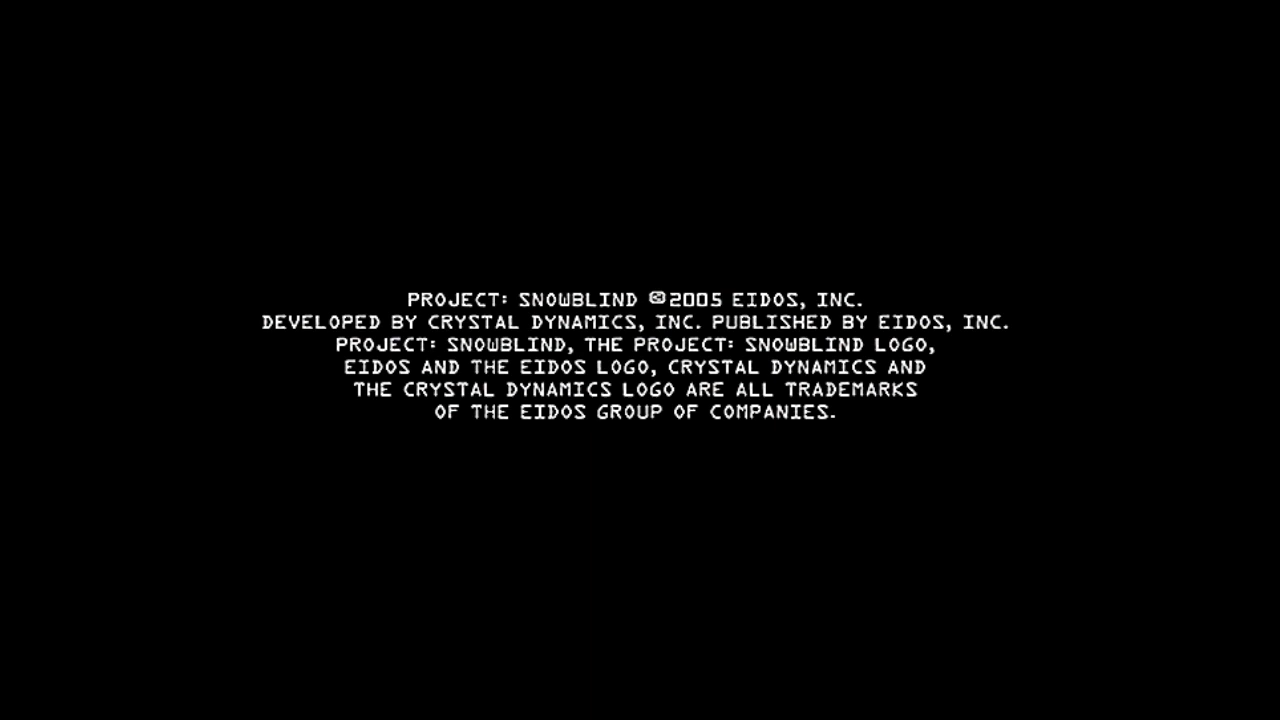 PROJECT: SNOWBLIND ©2005 EIDOS, INC.
DEVELOPED BY CRYSTAL DYNAMICS, INC. PUBLISHED BY EIDOS, INC.
PROJECT: SNOWBLIND, THE PROJECT: SNOWBLIND LOGO,
EIDOS AND THE EIDOS LOGO, CRYSTAL DYNAMICS AND
THE CRYSTAL DYNAMICS LOGO ARE ALL TRADEMARKS
OF THE EIDOS GROUP OF COMPANIES.